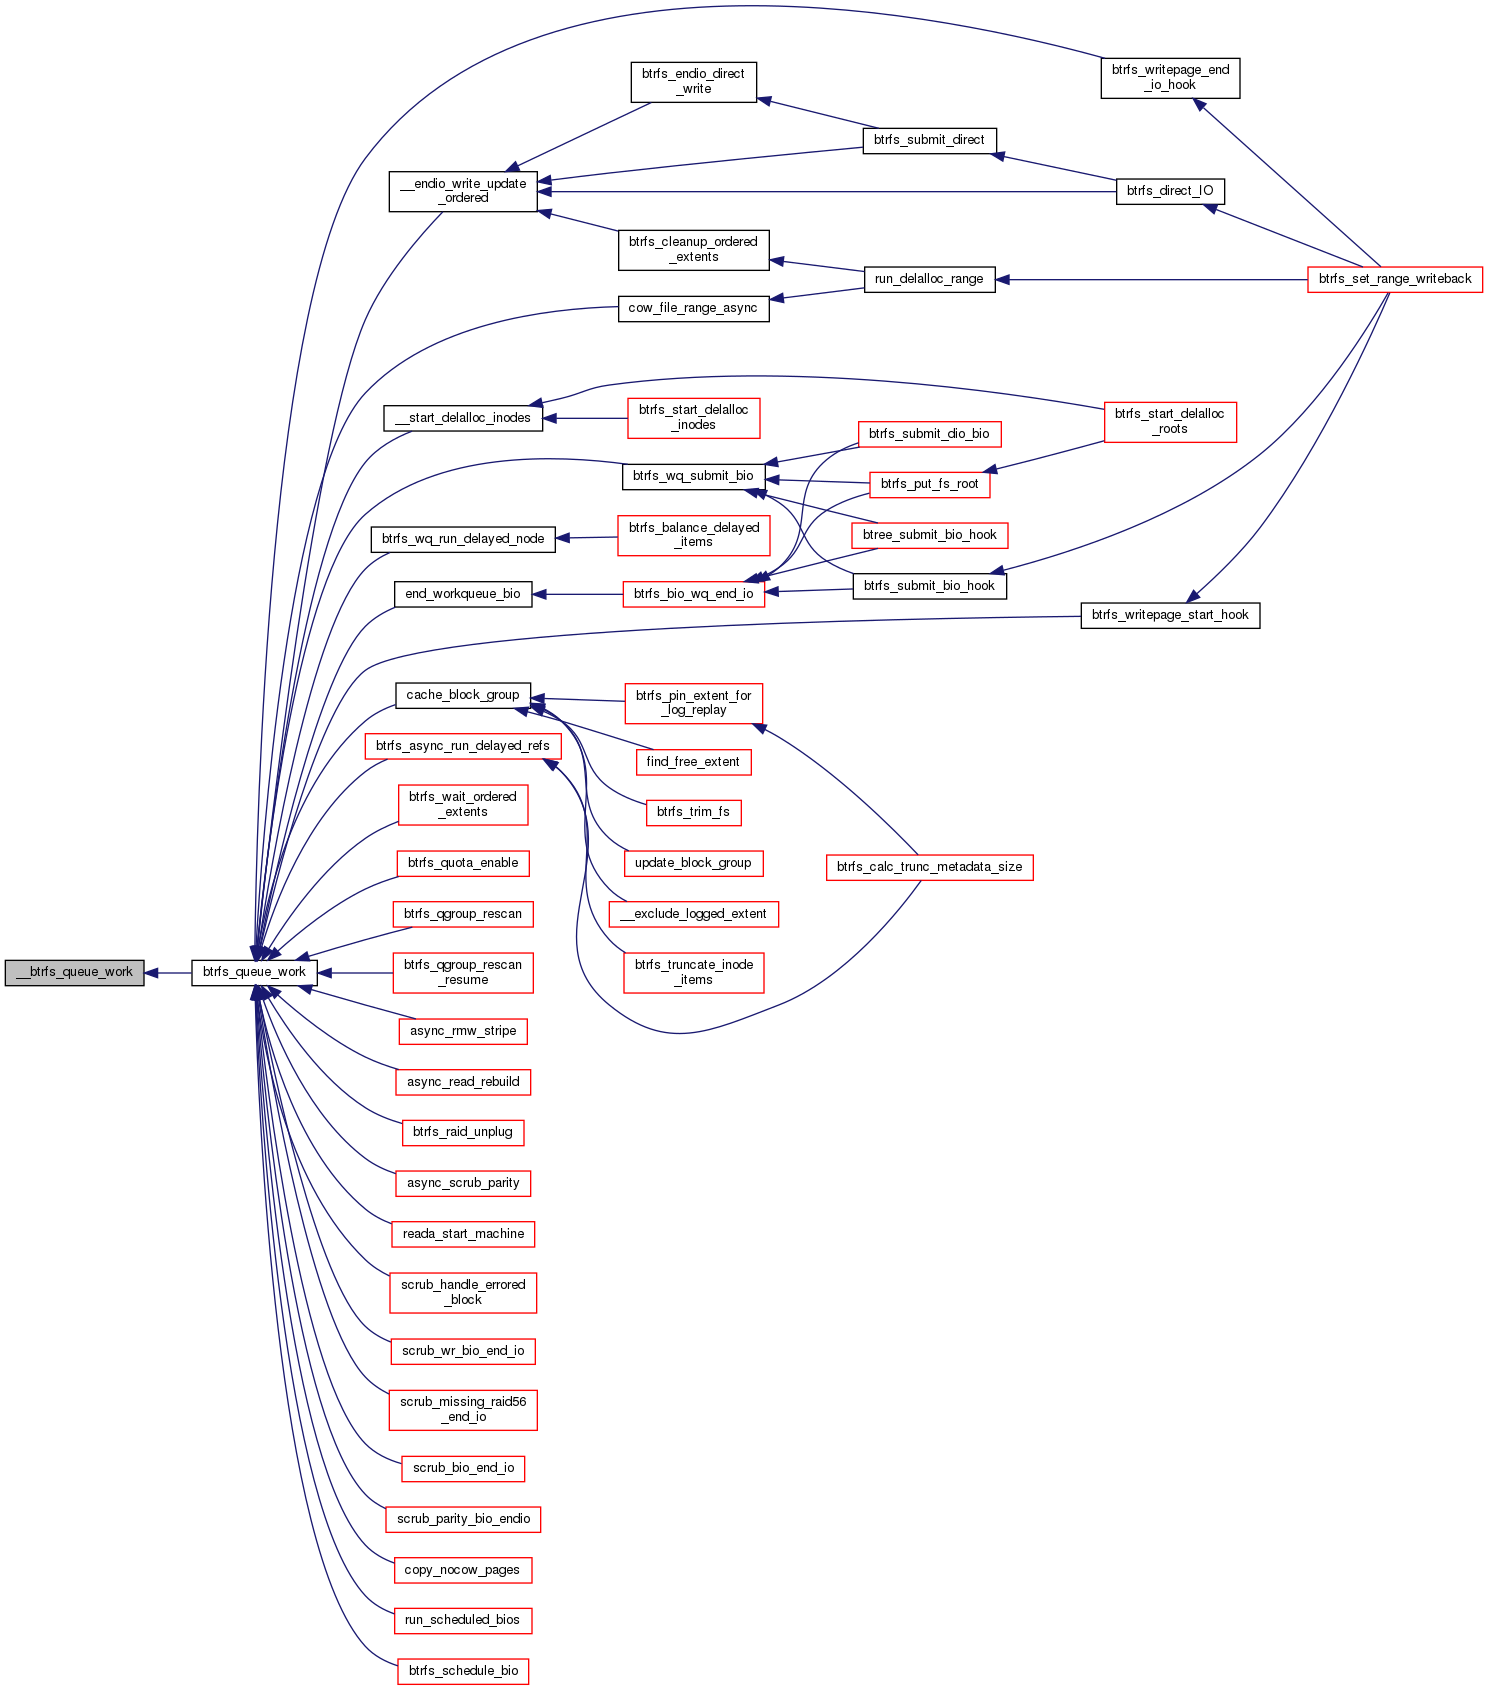 btrfs_writepage_end
_io_hook
btrfs_endio_direct
_write
btrfs_submit_direct
__endio_write_update
_ordered
btrfs_direct_IO
btrfs_cleanup_ordered
_extents
run_delalloc_range
btrfs_set_range_writeback
cow_file_range_async
__start_delalloc_inodes
btrfs_start_delalloc
_inodes
btrfs_start_delalloc
_roots
btrfs_submit_dio_bio
btrfs_wq_submit_bio
btrfs_put_fs_root
btrfs_wq_run_delayed_node
btrfs_balance_delayed
_items
btree_submit_bio_hook
end_workqueue_bio
btrfs_bio_wq_end_io
btrfs_submit_bio_hook
btrfs_writepage_start_hook
cache_block_group
btrfs_pin_extent_for
_log_replay
btrfs_async_run_delayed_refs
find_free_extent
btrfs_wait_ordered
_extents
btrfs_trim_fs
btrfs_quota_enable
update_block_group
btrfs_calc_trunc_metadata_size
btrfs_qgroup_rescan
__exclude_logged_extent
__btrfs_queue_work
btrfs_queue_work
btrfs_qgroup_rescan
_resume
btrfs_truncate_inode
_items
async_rmw_stripe
async_read_rebuild
btrfs_raid_unplug
async_scrub_parity
reada_start_machine
scrub_handle_errored
_block
scrub_wr_bio_end_io
scrub_missing_raid56
_end_io
scrub_bio_end_io
scrub_parity_bio_endio
copy_nocow_pages
run_scheduled_bios
btrfs_schedule_bio